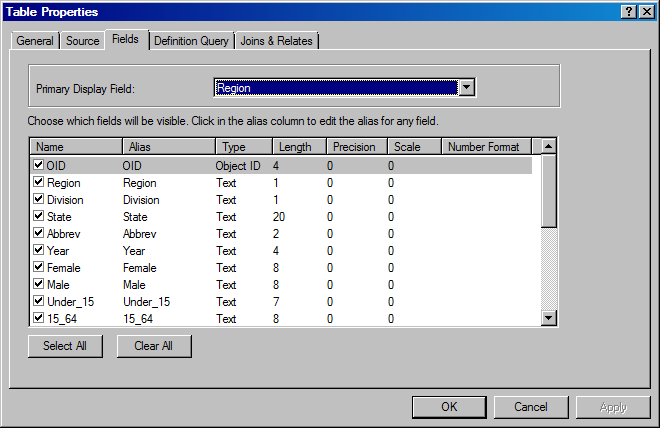 Table Properties
General Source Fields Definition Query Joins & Relates
Primary Display Field: Region
Choose which fields will be visible. Click in the alias column to edit the alias for any field.
Name Alias Type Length Precision Scale Number Format
OID OID Object ID 4 0 0
Region Region Text 1 0 0
Division Division Text 1 0 0
State State Text 20 0 0
Abbrev Abbrev Text 2 0 0
Year Year Text 4 0 0
Female Female Text 8 0 0
Male Male Text 8 0 0
Under_15 Under_15 Text 7 0 0
15_64 15_64 Text 8 0 0
Select All Clear All
OK Cancel Apply